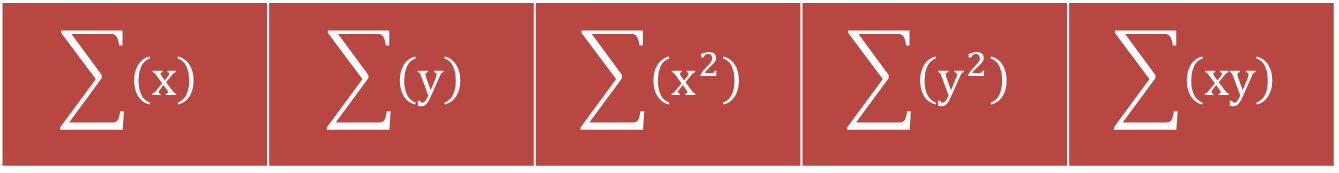 ∑(x) ∑(y) ∑(x²) ∑(y²) ∑(xy)